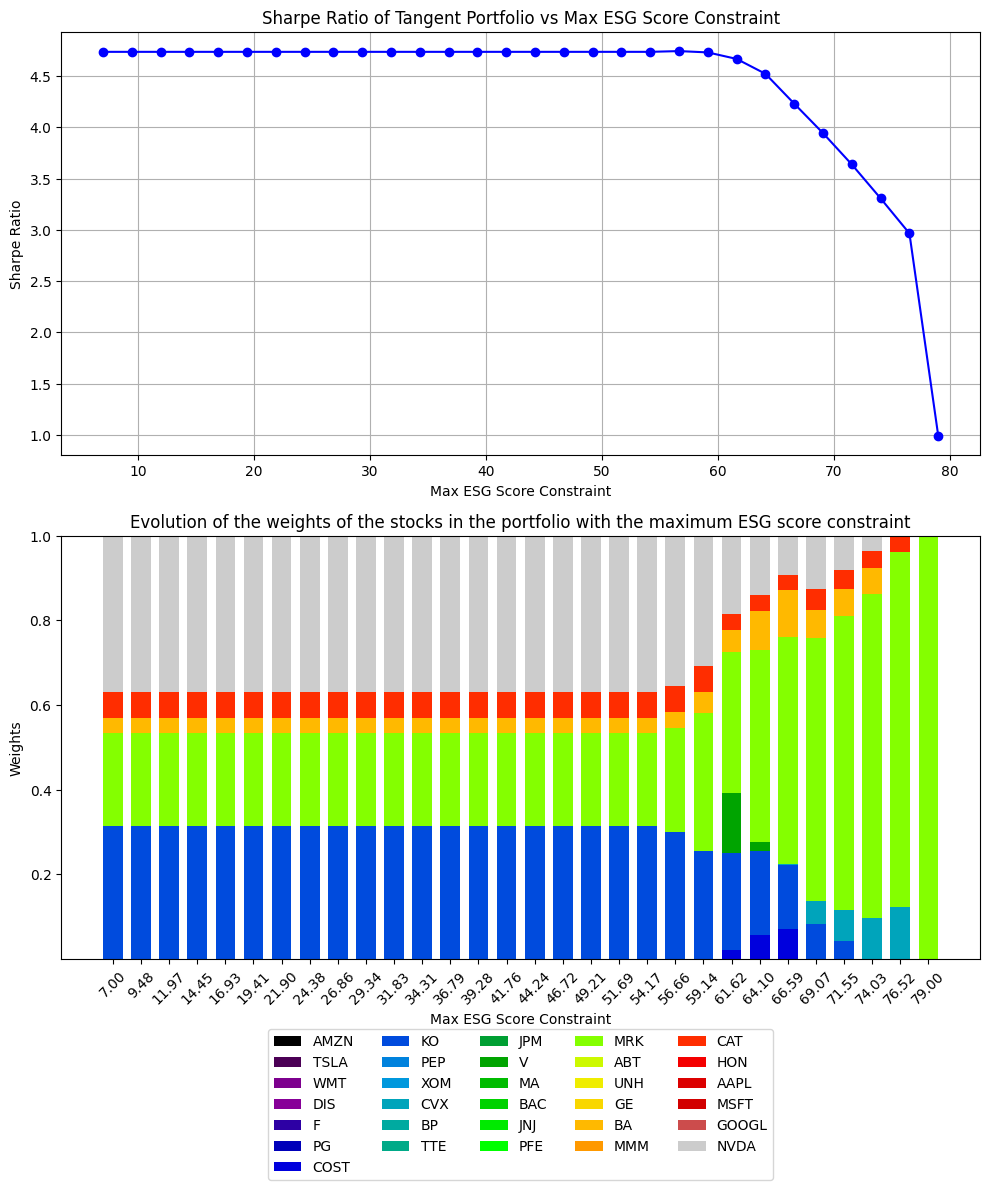 Sharpe Ratio of Tangent Portfolio vs Max ESG Score Constraint
4.5
4.0
3.5
3.0
2.5
2.0
1.5
1.0
Sharpe Ratio
10 20 30 40 50 60 70 80
Max ESG Score Constraint
Evolution of the weights of the stocks in the portfolio with the maximum ESG score constraint
1.0
0.8
0.6
0.4
0.2
Weights
7.00 9.48 11.97 14.45 16.93 19.41 21.90 24.38 26.86 29.34 31.83 34.31 36.79 39.28 41.76 44.24 46.72 49.21 51.69 54.17 56.66 59.14 61.62 64.10 66.59 69.07 71.55 74.03 76.52 79.00
Max ESG Score Constraint
AMZN KO JPM MRK CAT
TSLA PEP V ABT HON
WMT XOM MA UNH AAPL
DIS CVX BAC GE MSFT
F BP JNJ BA GOOGL
PG TTE PFE MMM NVDA
COST